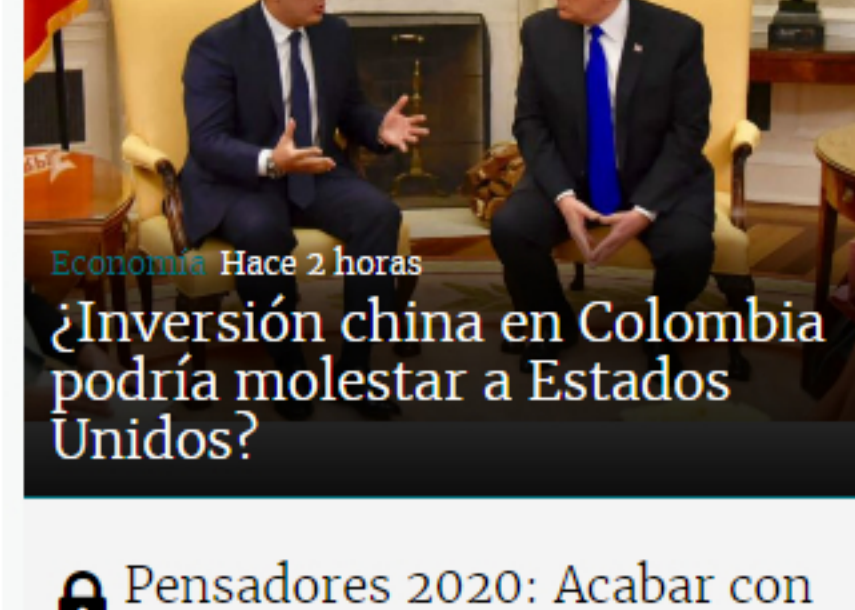 Economía Hace 2 horas
¿Inversión china en Colombia
podría molestar a Estados
Unidos?
Pensadores 2020: Acabar con